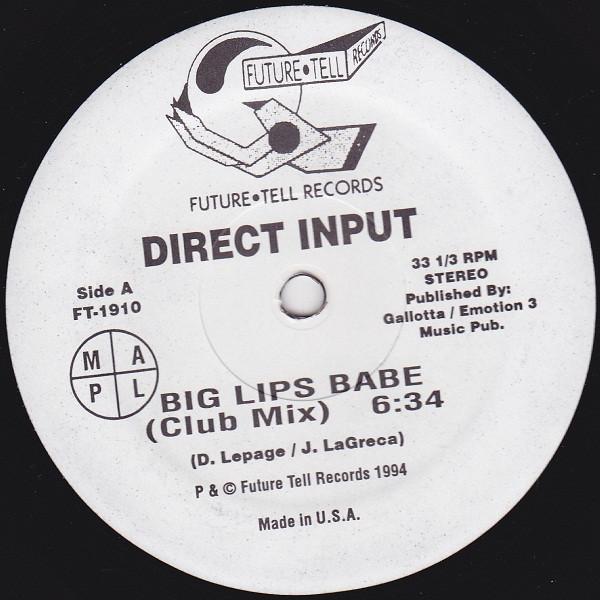 FUTURE•TELL
RECORDS
FUTURE•TELL RECORDS
DIRECT INPUT
Side A
FT-1910
33 1/3 RPM
STEREO
Published By:
Gallotta / Emotion 3
Music Pub.
M A
P L
BIG LIPS BABE
(Club Mix) 6:34
(D. Lepage / J. LaGreca)
P & © Future Tell Records 1994
Made in U.S.A.